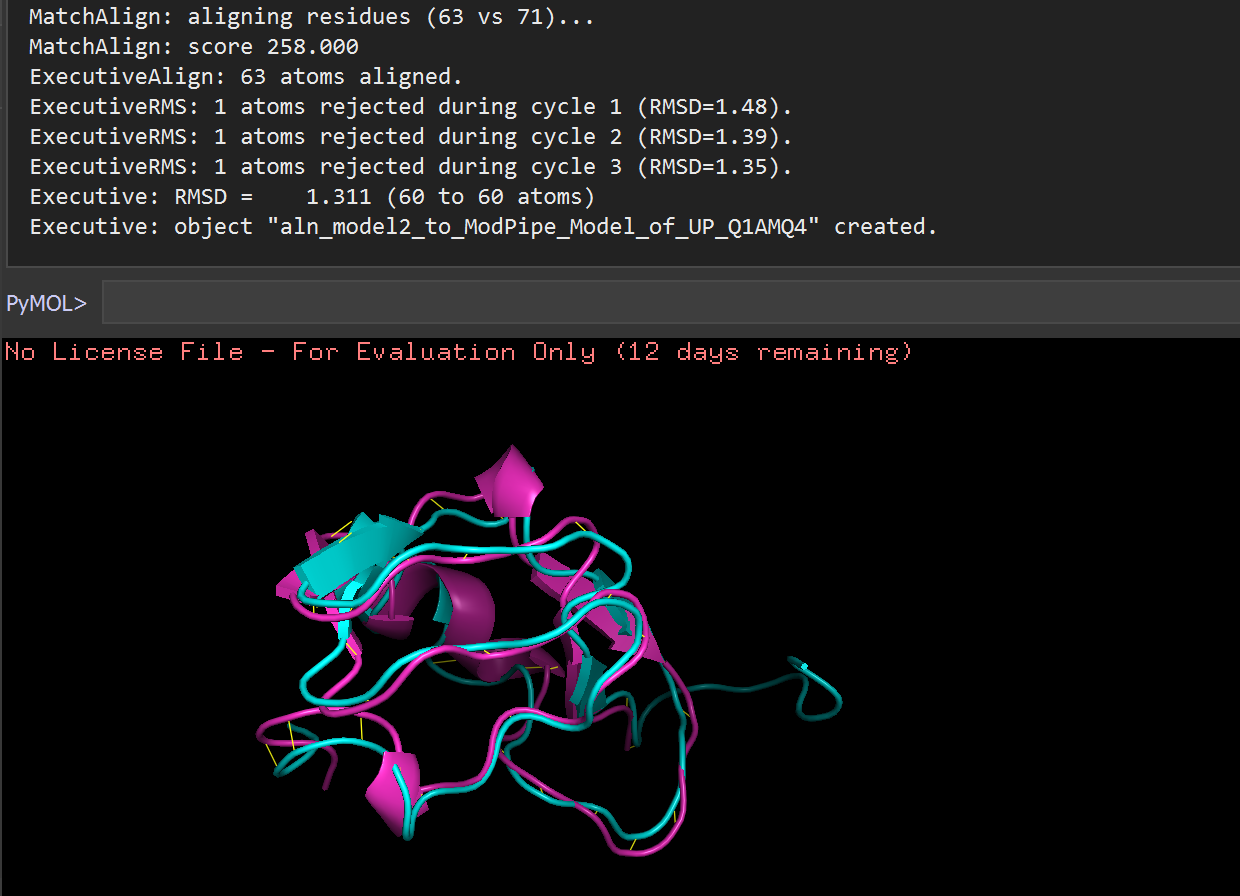 MatchAlign: aligning residues (63 vs 71)...
MatchAlign: score 258.000
ExecutiveAlign: 63 atoms aligned.
ExecutiveRMS: 1 atoms rejected during cycle 1 (RMSD=1.48).
ExecutiveRMS: 1 atoms rejected during cycle 2 (RMSD=1.39).
ExecutiveRMS: 1 atoms rejected during cycle 3 (RMSD=1.35).
Executive: RMSD =    1.311 (60 to 60 atoms)
Executive: object "aln_model2_to_ModPipe_Model_of_UP_Q1AMQ4" created.
PyMOL>
No License File - For Evaluation Only (12 days remaining)